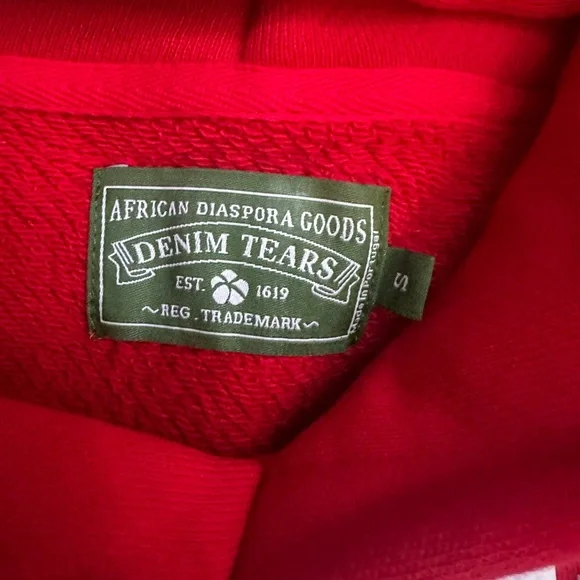 AFRICAN DIASPORA GOODS
DENIM TEARS
EST. 1619
~REG. TRADEMARK~
Made in Portugal
S